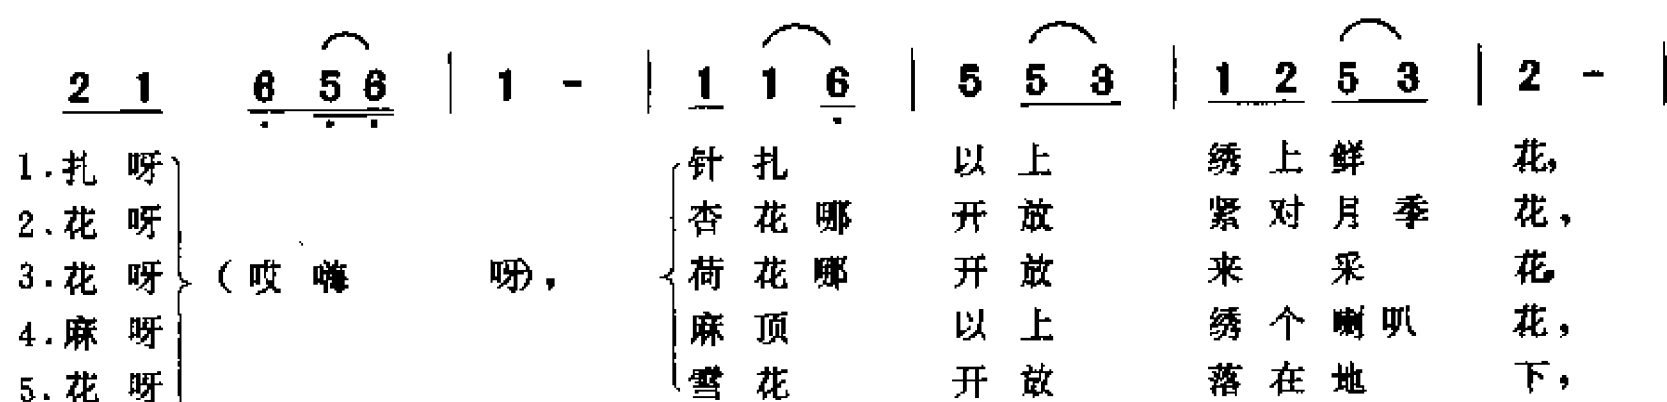 2 1 6 5 6 | 1 - | 1 1 6 | 5 5 3 | 1 2 5 3 | 2 - |
1.扎 呀 针 扎 以 上 绣 上 鲜 花,
2.花 呀 杏 花 哪 开 放 紧 对 月 季 花,
3.花 呀 (哎 嗨 呀), 荷 花 哪 开 放 来 采 花,
4.麻 呀 麻 顶 以 上 绣 个 喇 叭 花,
5.花 呀 雪 花 开 放 落 在 地 下,